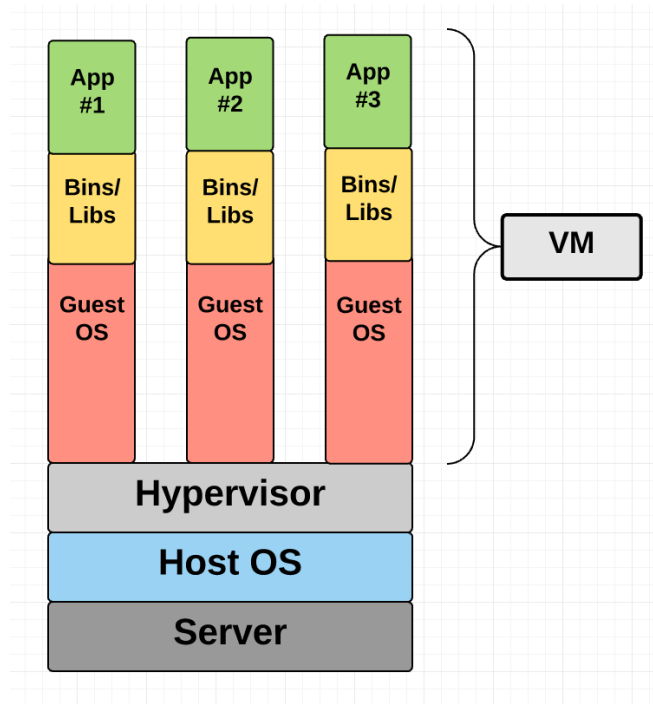 App
#1
App
#2
App
#3
Bins/
Libs
Bins/
Libs
Bins/
Libs
VM
Guest
OS
Guest
OS
Guest
OS
Hypervisor
Host OS
Server